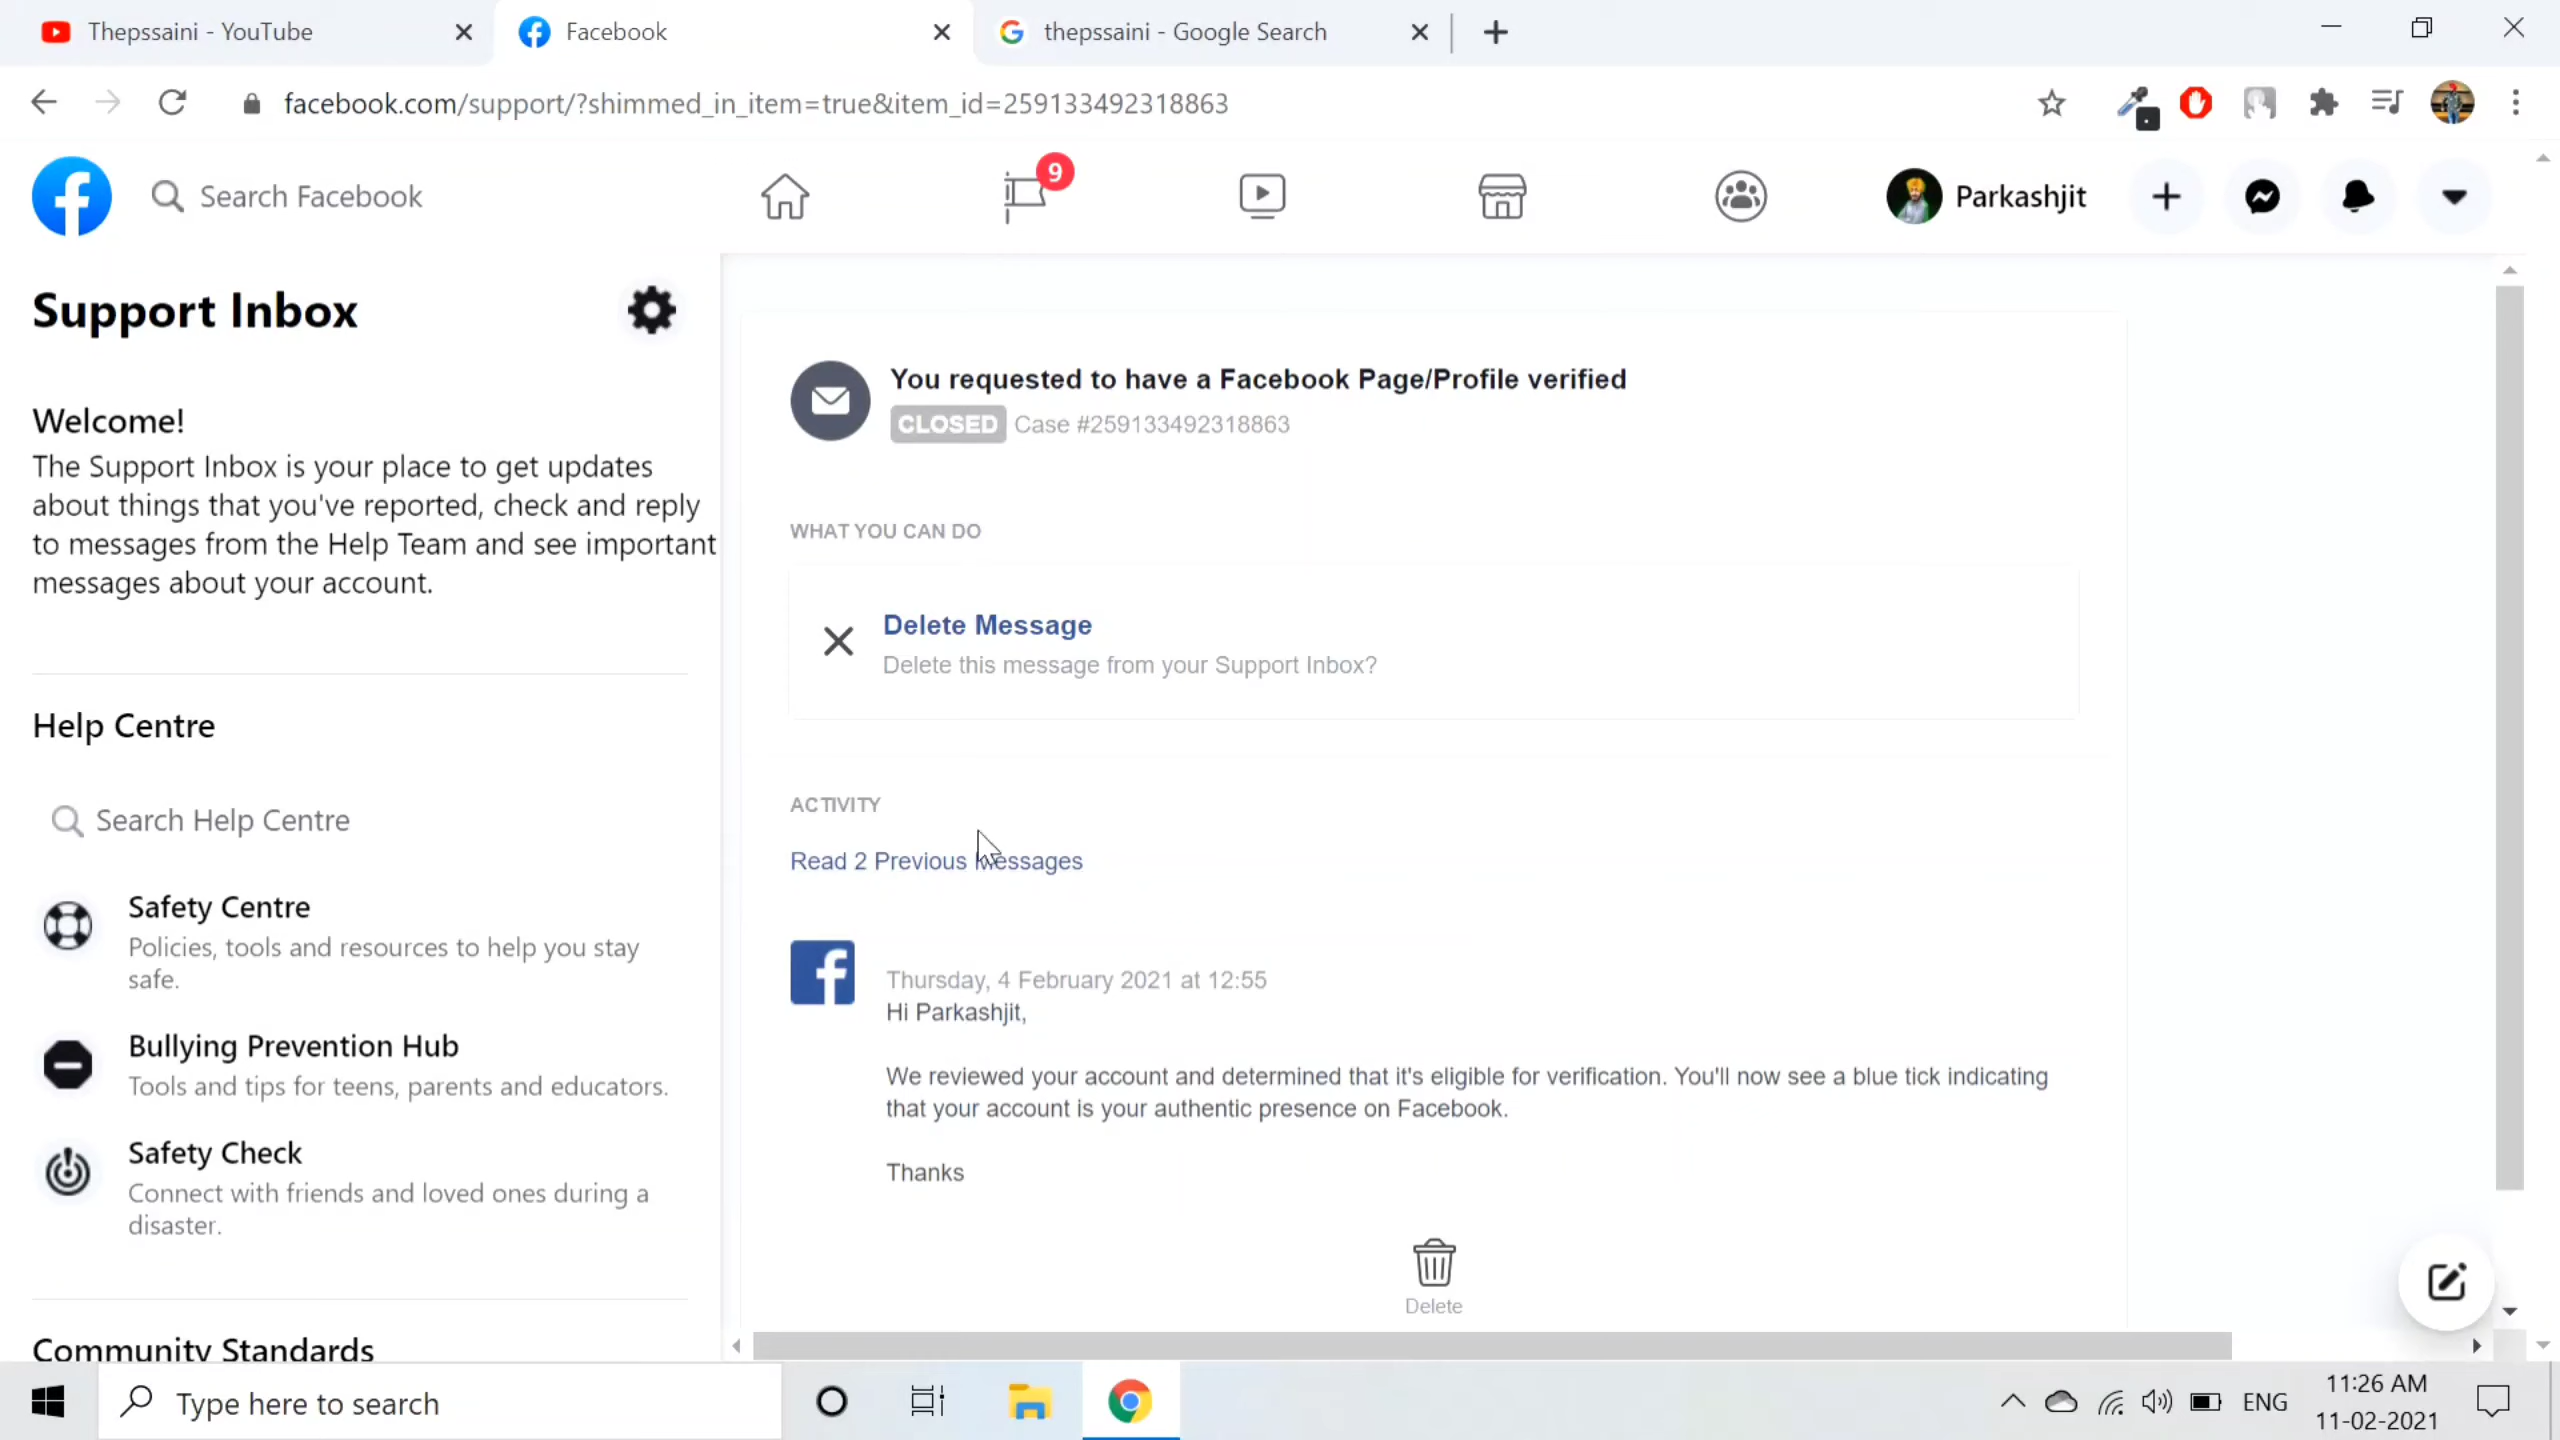 Thepssaini - YouTube
Facebook
thepssaini - Google Search
facebook.com/support/?shimmed_in_item=true&item_id=259133492318863
Search Facebook
9
Parkashjit
Support Inbox
Welcome!
The Support Inbox is your place to get updates
about things that you've reported, check and reply
to messages from the Help Team and see important
messages about your account.
Help Centre
Search Help Centre
Safety Centre
Policies, tools and resources to help you stay
safe.
Bullying Prevention Hub
Tools and tips for teens, parents and educators.
Safety Check
Connect with friends and loved ones during a
disaster.
Community Standards
You requested to have a Facebook Page/Profile verified
CLOSED Case #259133492318863
WHAT YOU CAN DO
Delete Message
Delete this message from your Support Inbox?
ACTIVITY
Read 2 Previous Messages
Thursday, 4 February 2021 at 12:55
Hi Parkashjit,
We reviewed your account and determined that it's eligible for verification. You'll now see a blue tick indicating
that your account is your authentic presence on Facebook.
Thanks
Delete
Type here to search
ENG
11:26 AM
11-02-2021